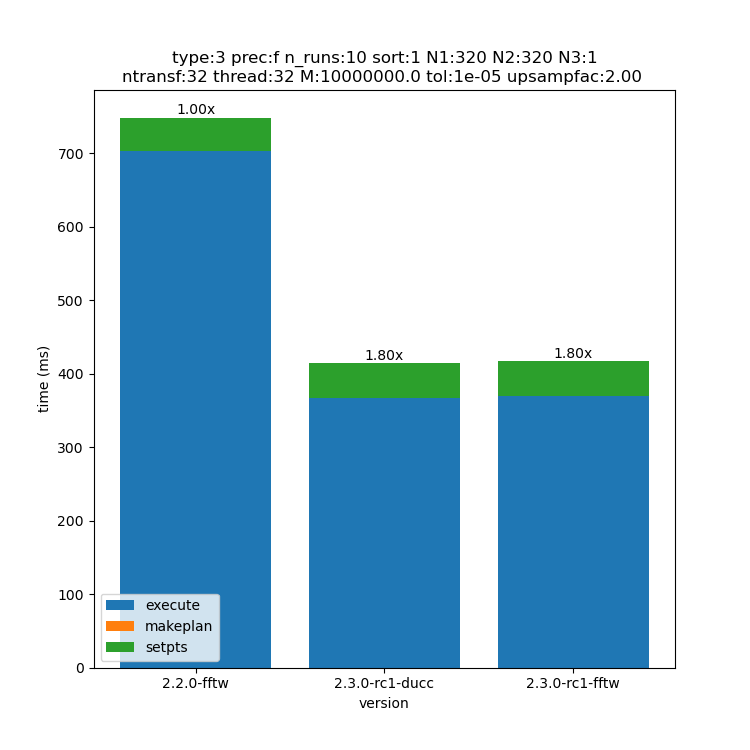 type:3 prec:f n_runs:10 sort:1 N1:320 N2:320 N3:1
ntransf:32 thread:32 M:10000000.0 tol:1e-05 upsampfac:2.00
1.00x
1.80x
1.80x
700
600
500
400
300
200
100
0
time (ms)
execute
makeplan
setpts
2.2.0-fftw
2.3.0-rc1-ducc
2.3.0-rc1-fftw
version